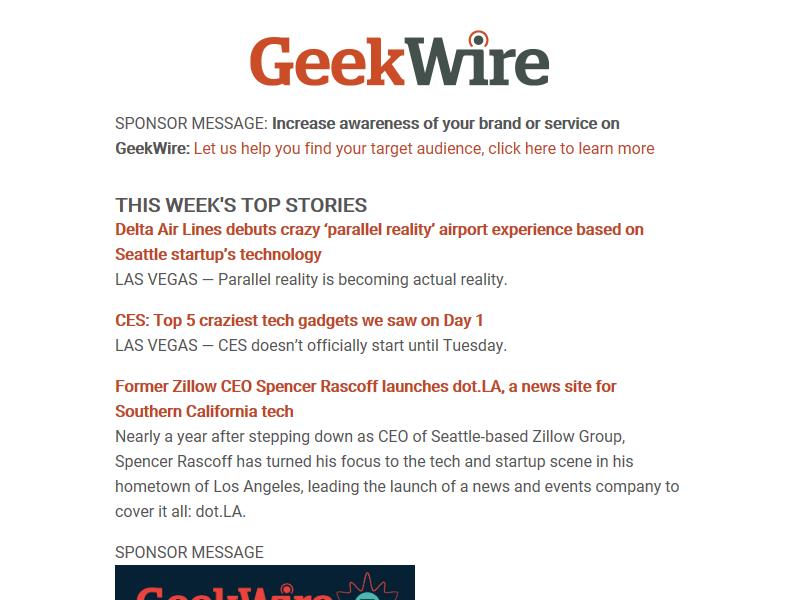 GeekWire
SPONSOR MESSAGE: Increase awareness of your brand or service on
GeekWire: Let us help you find your target audience, click here to learn more
THIS WEEK'S TOP STORIES
Delta Air Lines debuts crazy ‘parallel reality’ airport experience based on
Seattle startup’s technology
LAS VEGAS — Parallel reality is becoming actual reality.
CES: Top 5 craziest tech gadgets we saw on Day 1
LAS VEGAS — CES doesn’t officially start until Tuesday.
Former Zillow CEO Spencer Rascoff launches dot.LA, a news site for
Southern California tech
Nearly a year after stepping down as CEO of Seattle-based Zillow Group,
Spencer Rascoff has turned his focus to the tech and startup scene in his
hometown of Los Angeles, leading the launch of a news and events company to
cover it all: dot.LA.
SPONSOR MESSAGE
GeekWire